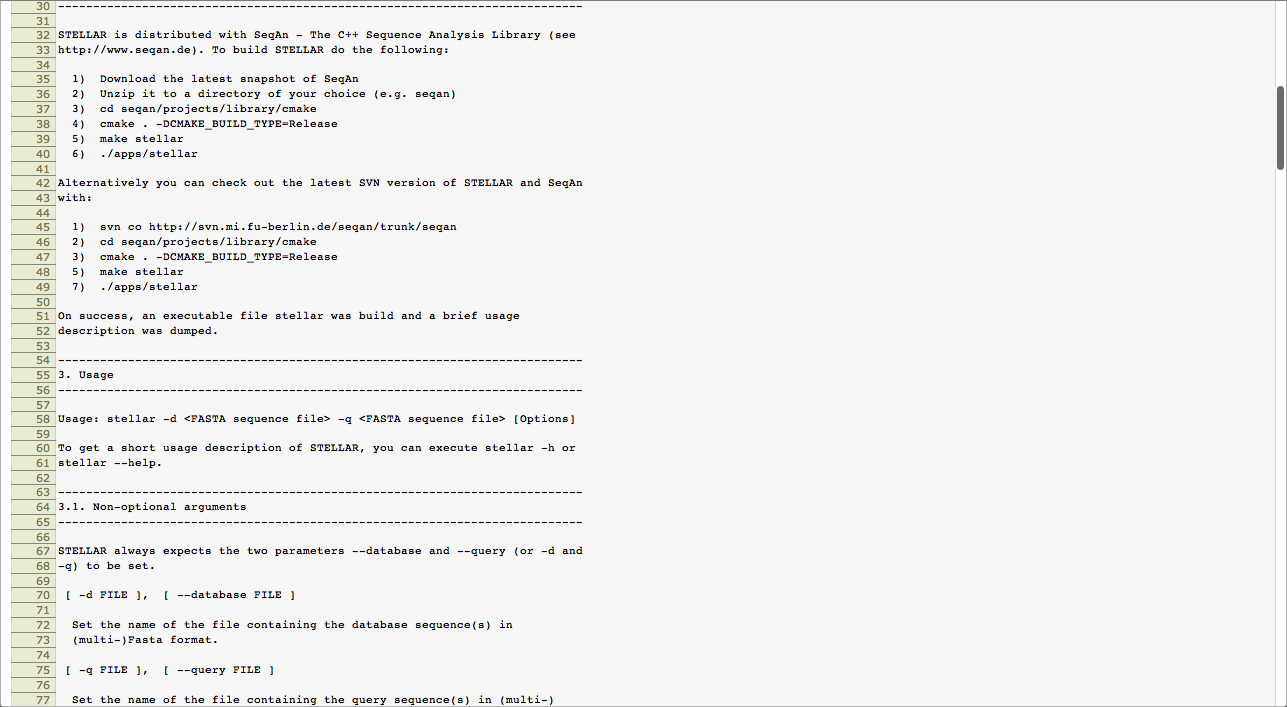 30 ---------------------------------------------------------------------------
31
32 STELLAR is distributed with SeqAn - The C++ Sequence Analysis Library (see
33 http://www.seqan.de). To build STELLAR do the following:
34
35   1)  Download the latest snapshot of SeqAn
36   2)  Unzip it to a directory of your choice (e.g. seqan)
37   3)  cd seqan/projects/library/cmake
38   4)  cmake . -DCMAKE_BUILD_TYPE=Release
39   5)  make stellar
40   6)  ./apps/stellar
41
42 Alternatively you can check out the latest SVN version of STELLAR and SeqAn
43 with:
44
45   1)  svn co http://svn.mi.fu-berlin.de/seqan/trunk/seqan
46   2)  cd seqan/projects/library/cmake
47   3)  cmake . -DCMAKE_BUILD_TYPE=Release
48   5)  make stellar
49   7)  ./apps/stellar
50
51 On success, an executable file stellar was build and a brief usage
52 description was dumped.
53
54 ---------------------------------------------------------------------------
55 3. Usage
56 ---------------------------------------------------------------------------
57
58 Usage: stellar -d <FASTA sequence file> -q <FASTA sequence file> [Options]
59
60 To get a short usage description of STELLAR, you can execute stellar -h or
61 stellar --help.
62
63 ---------------------------------------------------------------------------
64 3.1. Non-optional arguments
65 ---------------------------------------------------------------------------
66
67 STELLAR always expects the two parameters --database and --query (or -d and
68 -q) to be set.
69
70  [ -d FILE ],  [ --database FILE ]
71
72   Set the name of the file containing the database sequence(s) in
73   (multi-)Fasta format.
74
75  [ -q FILE ],  [ --query FILE ]
76
77   Set the name of the file containing the query sequence(s) in (multi-)